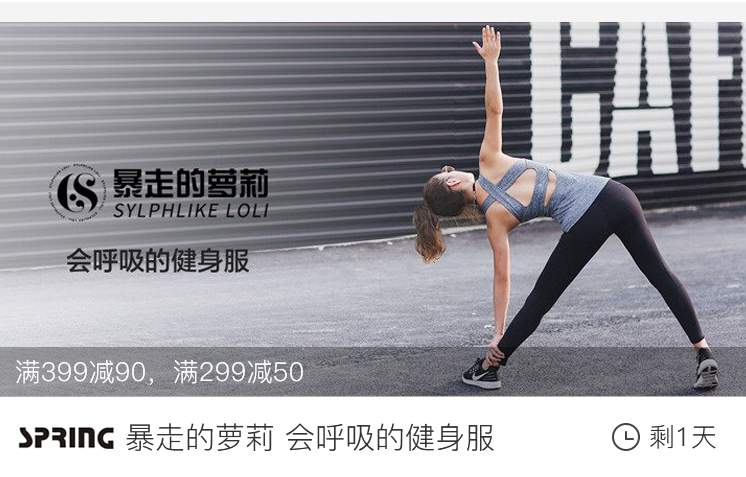 CAFE
暴走的萝莉
SYLPHLIKE LOLI
会呼吸的健身服
满399减90，满299减50
SPRING 暴走的萝莉 会呼吸的健身服 剩1天